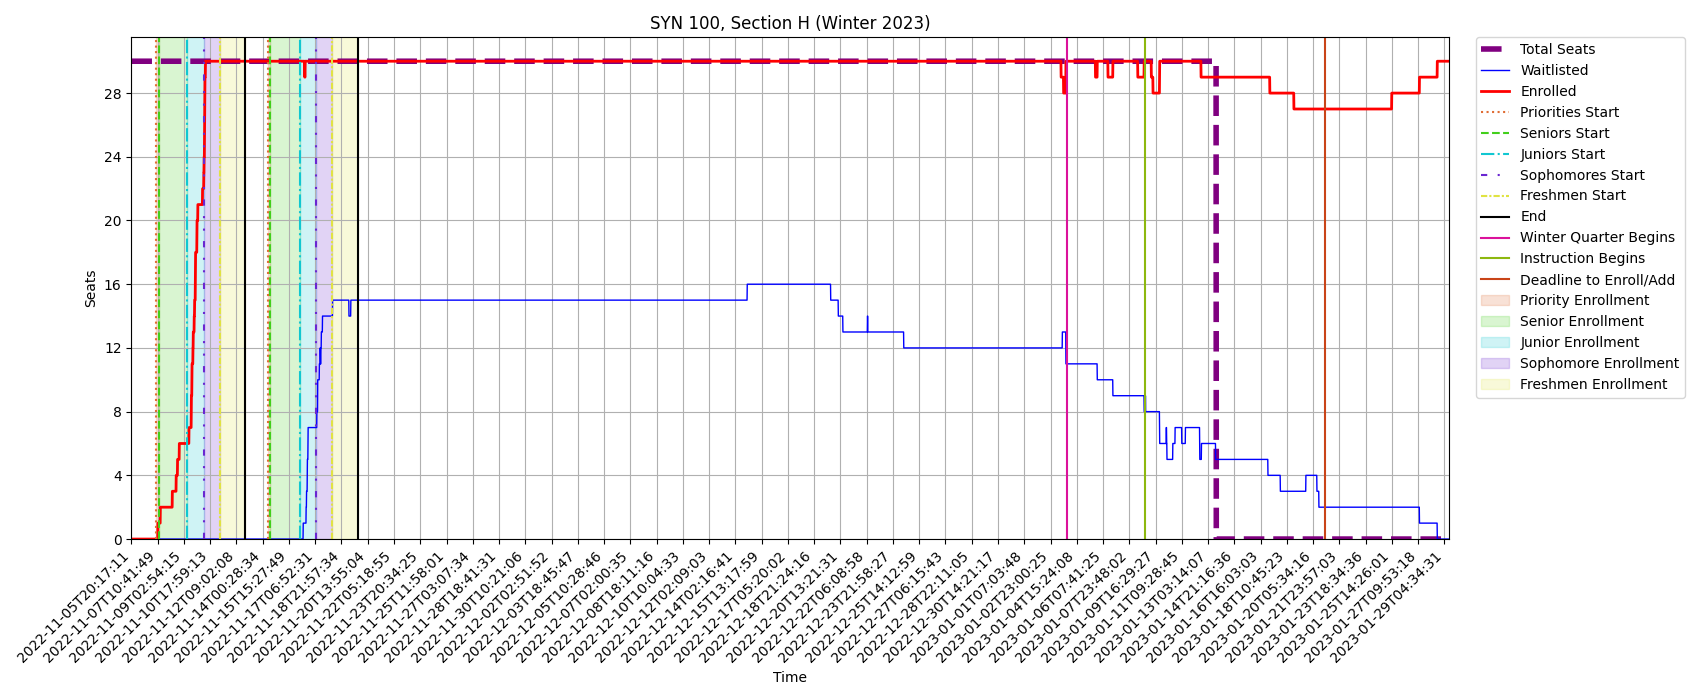 SYN 100, Section H (Winter 2023)
Seats
28
24
20
16
12
8
4
0
2022-11-05T20:17:11
2022-11-07T10:41:49
2022-11-09T02:54:15
2022-11-10T17:59:13
2022-11-12T09:02:08
2022-11-14T00:28:34
2022-11-15T15:27:49
2022-11-17T06:52:31
2022-11-18T21:57:34
2022-11-20T13:55:04
2022-11-22T05:18:55
2022-11-23T20:34:25
2022-11-25T11:58:01
2022-11-27T03:07:34
2022-11-28T18:41:31
2022-11-30T10:21:06
2022-12-02T02:51:52
2022-12-03T18:45:47
2022-12-05T10:28:46
2022-12-07T02:00:35
2022-12-08T18:11:16
2022-12-10T10:04:33
2022-12-12T02:09:03
2022-12-14T02:16:41
2022-12-15T13:17:59
2022-12-17T05:20:02
2022-12-18T21:24:16
2022-12-20T13:21:31
2022-12-22T06:08:58
2022-12-23T21:58:27
2022-12-25T14:12:59
2022-12-27T06:15:43
2022-12-28T22:11:05
2022-12-30T14:21:17
2023-01-01T07:03:48
2023-01-02T23:00:25
2023-01-04T15:24:08
2023-01-06T07:41:25
2023-01-07T23:48:02
2023-01-09T16:29:27
2023-01-11T09:28:45
2023-01-13T03:14:07
2023-01-14T21:16:36
2023-01-16T16:03:03
2023-01-18T10:45:23
2023-01-20T05:34:16
2023-01-21T23:57:03
2023-01-23T18:34:36
2023-01-25T14:26:01
2023-01-27T09:53:18
2023-01-29T04:34:31
Time
Total Seats
Waitlisted
Enrolled
Priorities Start
Seniors Start
Juniors Start
Sophomores Start
Freshmen Start
End
Winter Quarter Begins
Instruction Begins
Deadline to Enroll/Add
Priority Enrollment
Senior Enrollment
Junior Enrollment
Sophomore Enrollment
Freshmen Enrollment